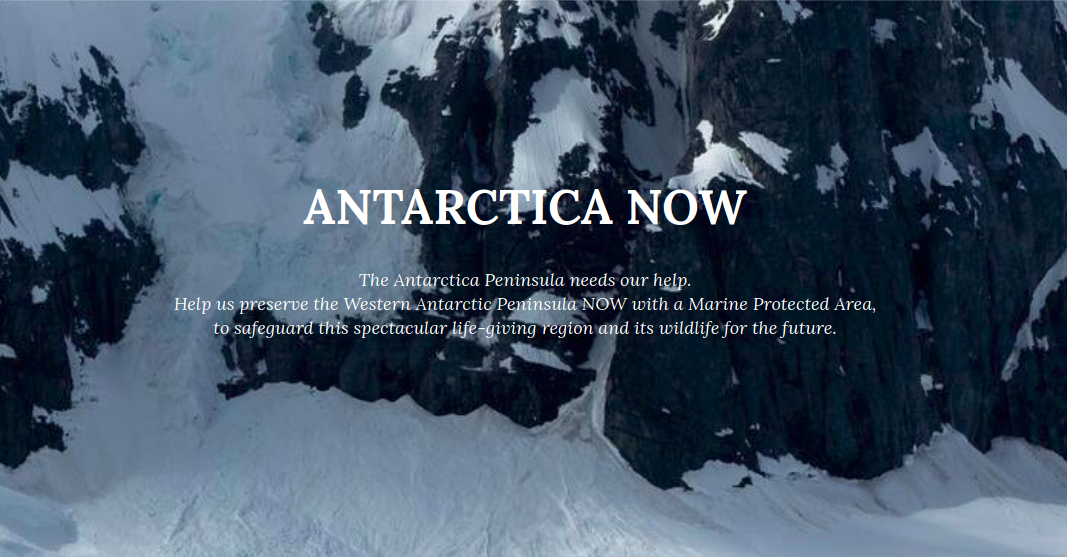 ANTARCTICA NOW
The Antarctica Peninsula needs our help.
Help us preserve the Western Antarctic Peninsula NOW with a Marine Protected Area,
to safeguard this spectacular life-giving region and its wildlife for the future.